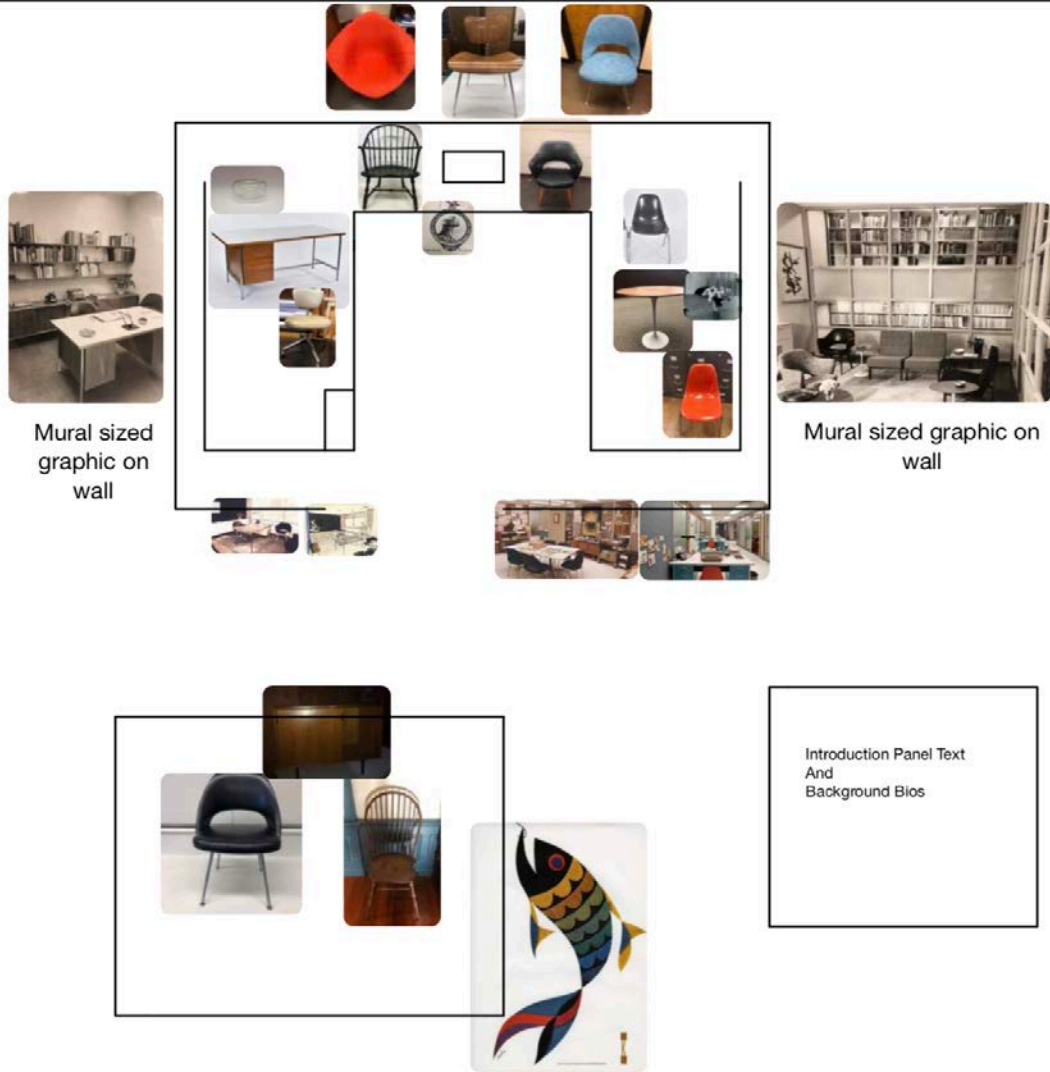 Mural sized
graphic on
wall
Mural sized graphic on
wall
Introduction Panel Text
And
Background Bios